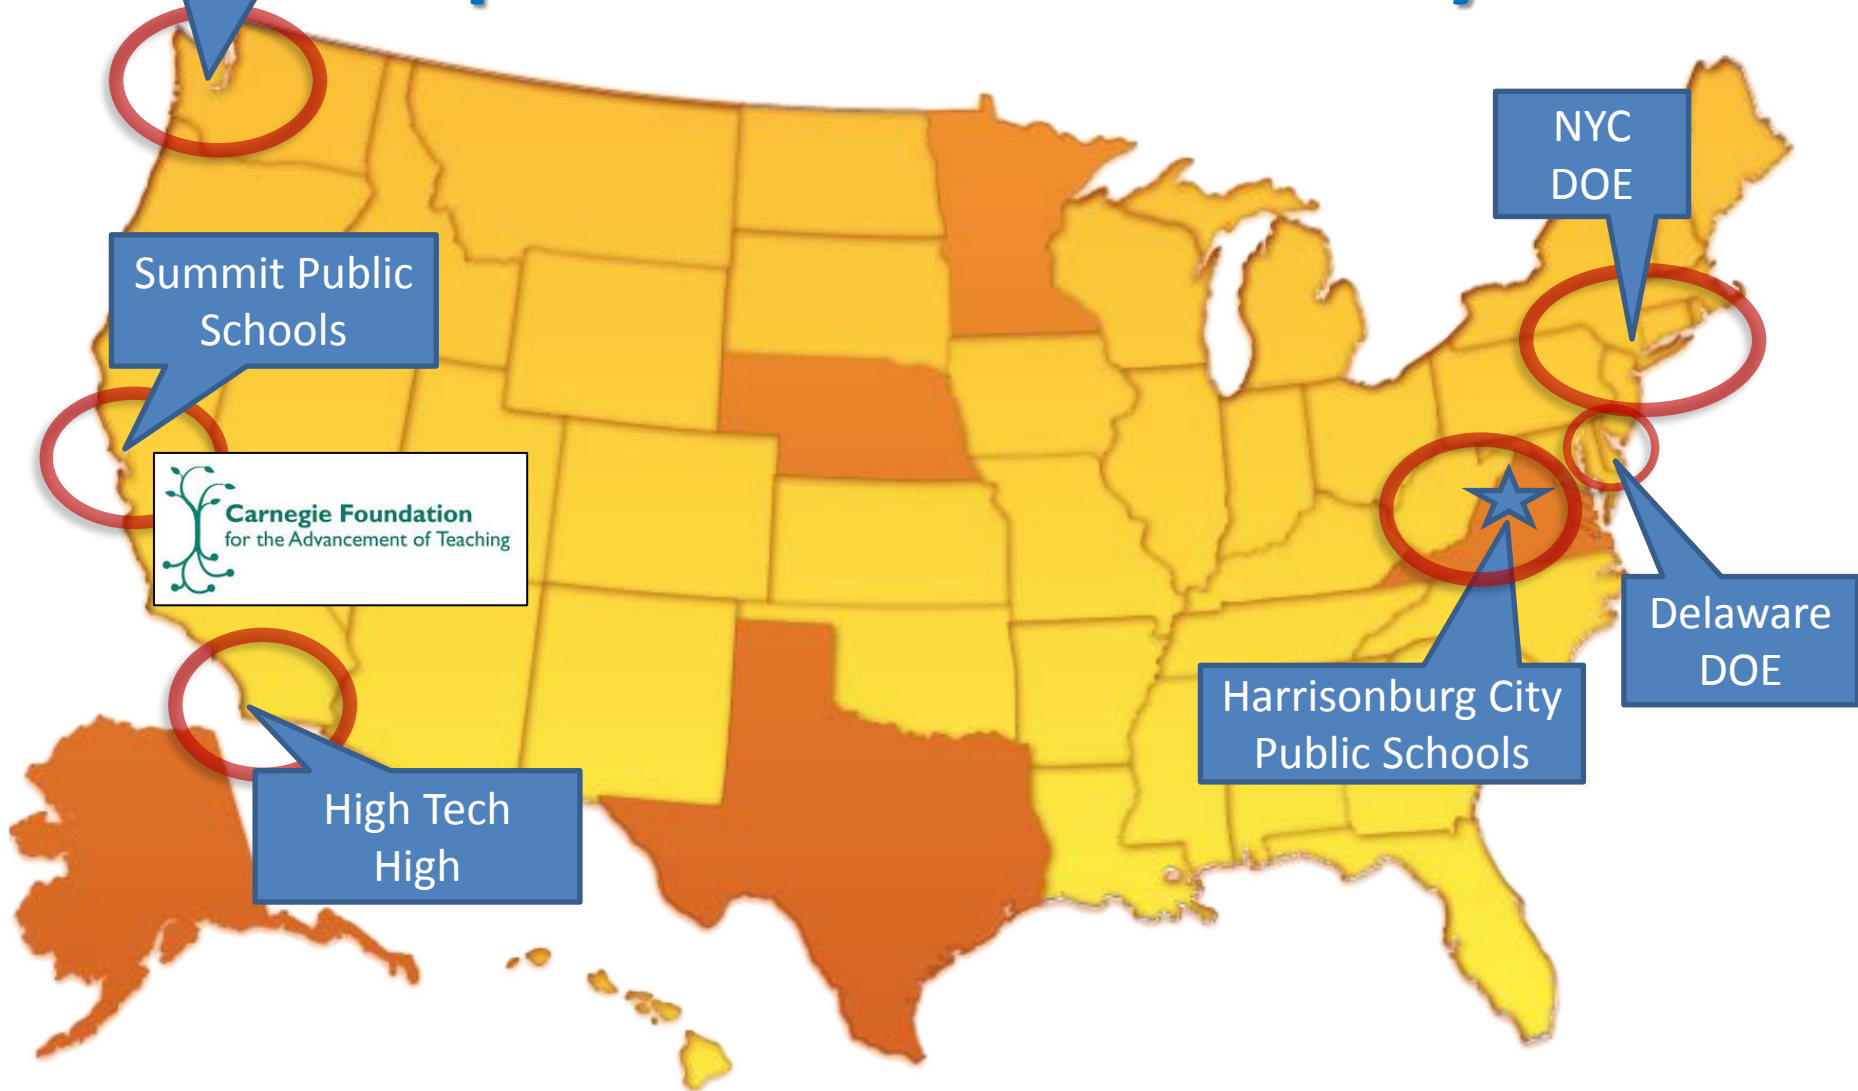 NYC
DOE
Summit Public
Schools
Carnegie Foundation
for the Advancement of Teaching
Delaware
DOE
Harrisonburg City
Public Schools
High Tech
High